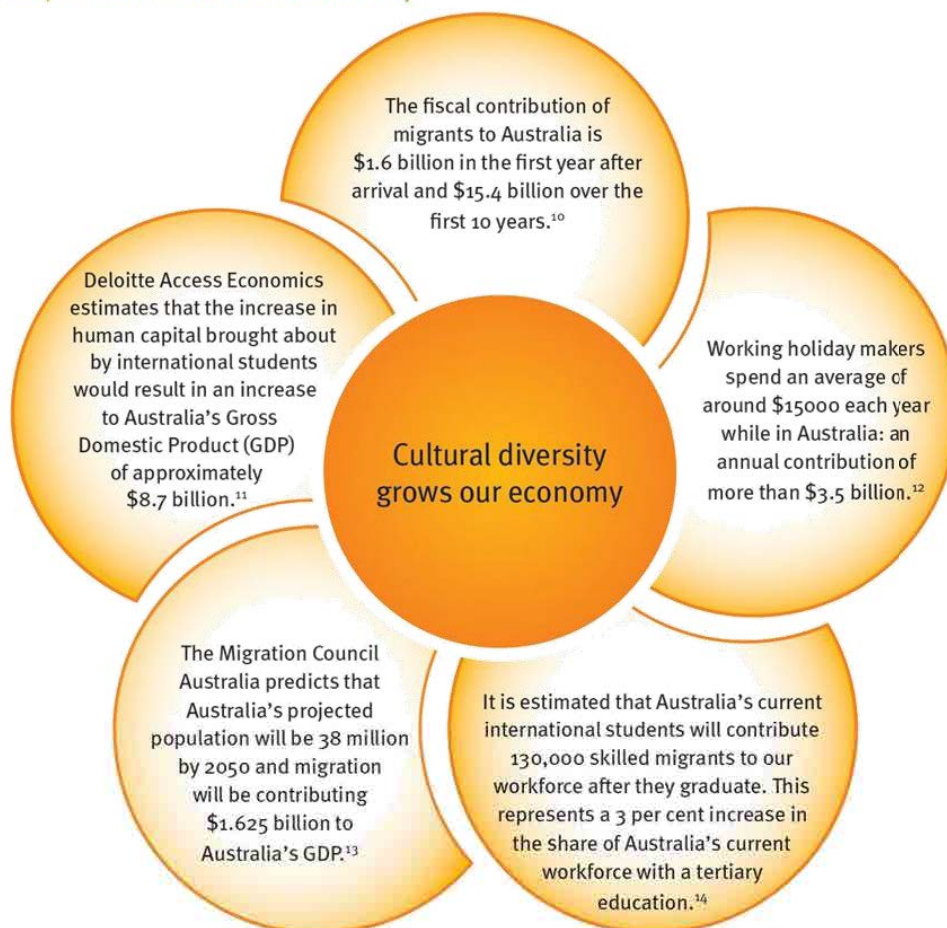 Cultural diversity
grows our economy
The fiscal contribution of
migrants to Australia is
$1.6 billion in the first year after
arrival and $15.4 billion over the
first 10 years.¹⁰
Working holiday makers
spend an average of
around $15000 each year
while in Australia: an
annual contribution of
more than $3.5 billion.¹²
It is estimated that Australia’s current
international students will contribute
130,000 skilled migrants to our
workforce after they graduate. This
represents a 3 per cent increase in
the share of Australia’s current
workforce with a tertiary
education.¹⁴
The Migration Council
Australia predicts that
Australia’s projected
population will be 38 million
by 2050 and migration
will be contributing
$1.625 billion to
Australia’s GDP.¹³
Deloitte Access Economics
estimates that the increase in
human capital brought about
by international students
would result in an increase
to Australia’s Gross
Domestic Product (GDP)
of approximately
$8.7 billion.¹¹